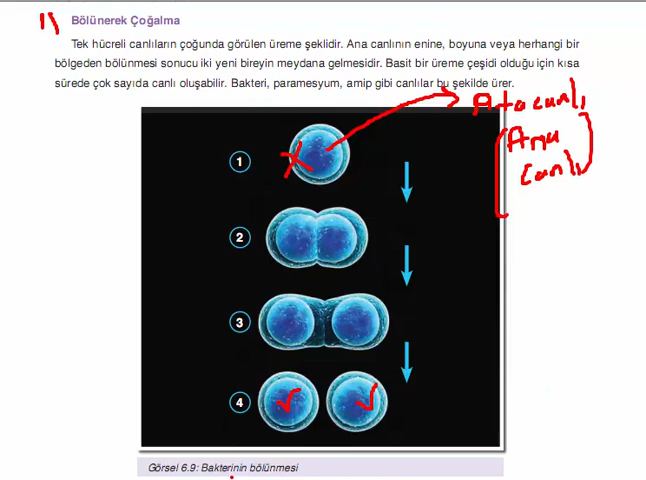 1) Bölünerek Çoğalma
Tek hücreli canlıların çoğunda görülen üreme şeklidir. Ana canlının enine, boyuna veya herhangi bir
bölgeden bölünmesi sonucu iki yeni bireyin meydana gelmesidir. Basit bir üreme çeşidi olduğu için kısa
sürede çok sayıda canlı oluşabilir. Bakteri, paramesyum, amip gibi canlılar bu şekilde ürer.
Ata canlı
(Ana
canlı)
1
2
3
4
Görsel 6.9: Bakterinin bölünmesi